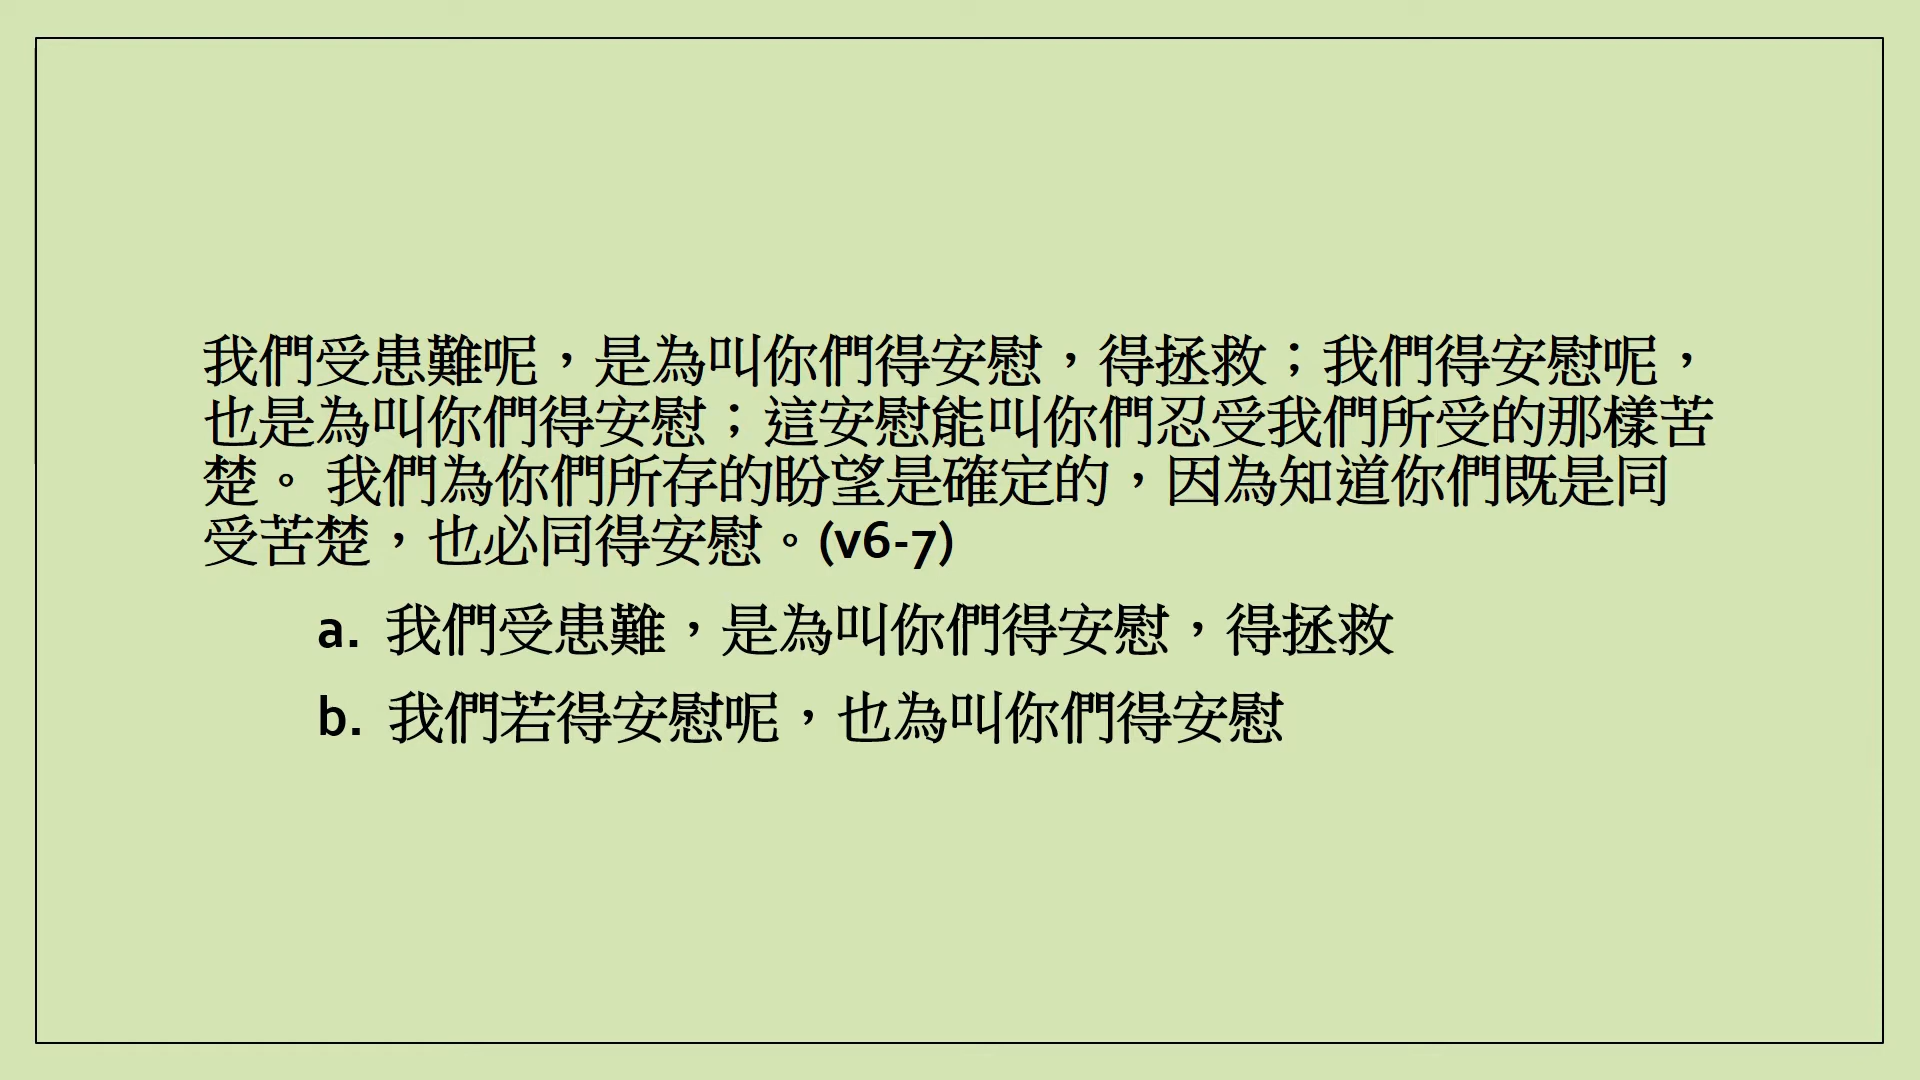 我們受患難呢，是為叫你們得安慰，得拯救；我們得安慰呢，
也是為叫你們得安慰；這安慰能叫你們忍受我們所受的那樣苦
楚。 我們為你們所存的盼望是確定的，因為知道你們既是同
受苦楚，也必同得安慰。(v6-7)
a. 我們受患難，是為叫你們得安慰，得拯救
b. 我們若得安慰呢，也為叫你們得安慰